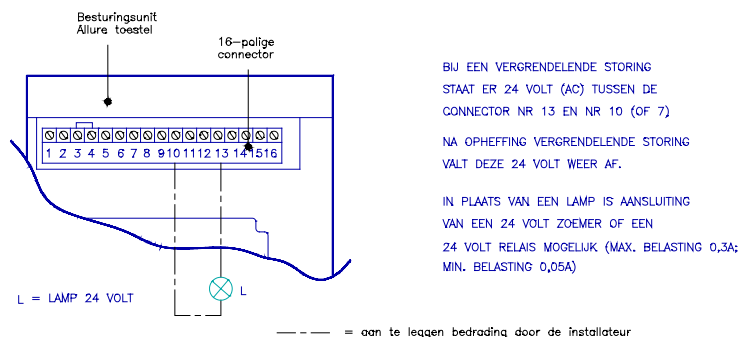 Besturingsunit
Allure toestel
16-polige
connector
1 2 3 4 5 6 7 8 9 10 11 12 13 14 15 16
L
L = LAMP 24 VOLT
BIJ EEN VERGRENDELENDE STORING
STAAT ER 24 VOLT (AC) TUSSEN DE
CONNECTOR NR 13 EN NR 10 (OF 7)
NA OPHEFFING VERGRENDELENDE STORING
VALT DEZE 24 VOLT WEER AF.
IN PLAATS VAN EEN LAMP IS AANSLUITING
VAN EEN 24 VOLT ZOEMER OF EEN
24 VOLT RELAIS MOGELIJK (MAX. BELASTING 0,3A;
MIN. BELASTING 0,05A)
= aan te leggen bedrading door de installateur